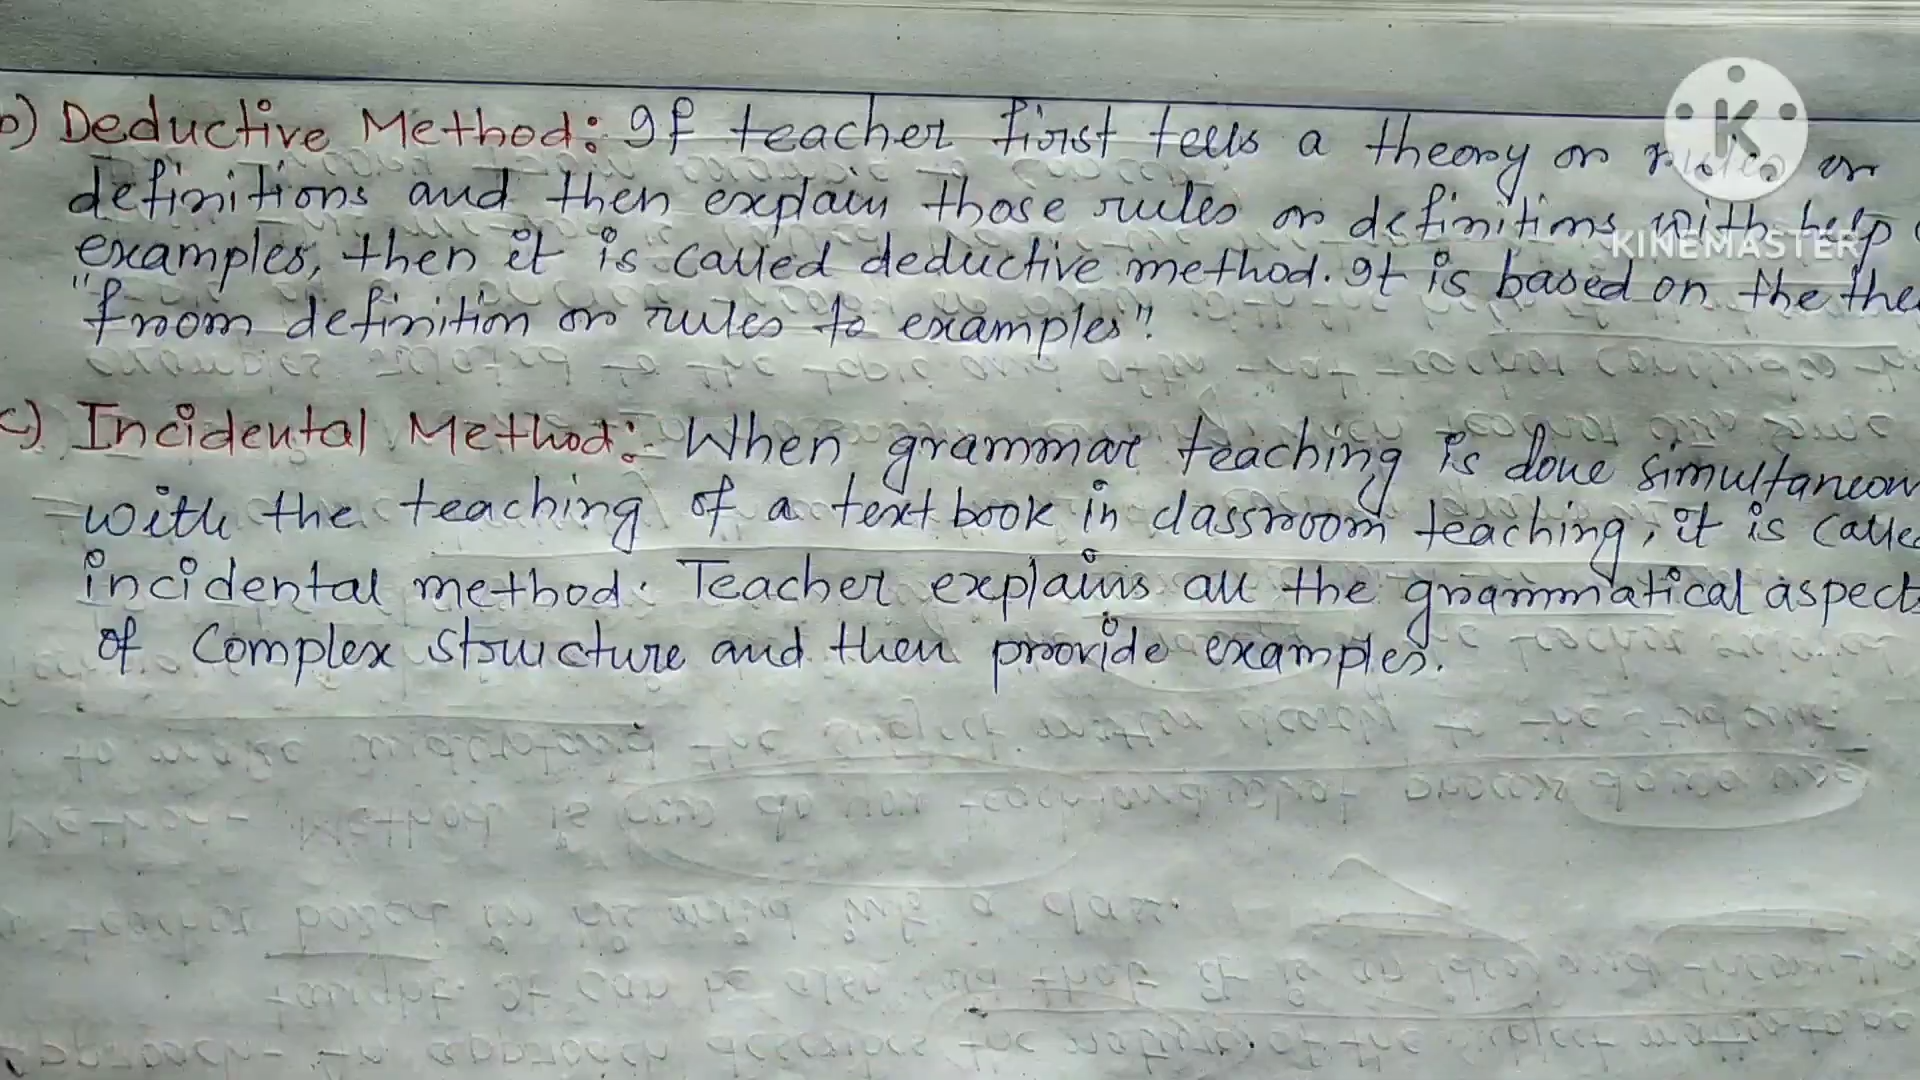 b) Deductive Method: If teacher first tells a theory or rules or
definitions and then explain those rules or definitions with help
examples, then it is called deductive method. It is based on the
"from definition or rules to examples".
c) Incidental Method:- When grammar teaching is done
with the teaching of a text book in classroom teaching, it is
incidental method. Teacher explains all the grammatical aspects
of complex structure and then provide examples.
K
KINEMASTER